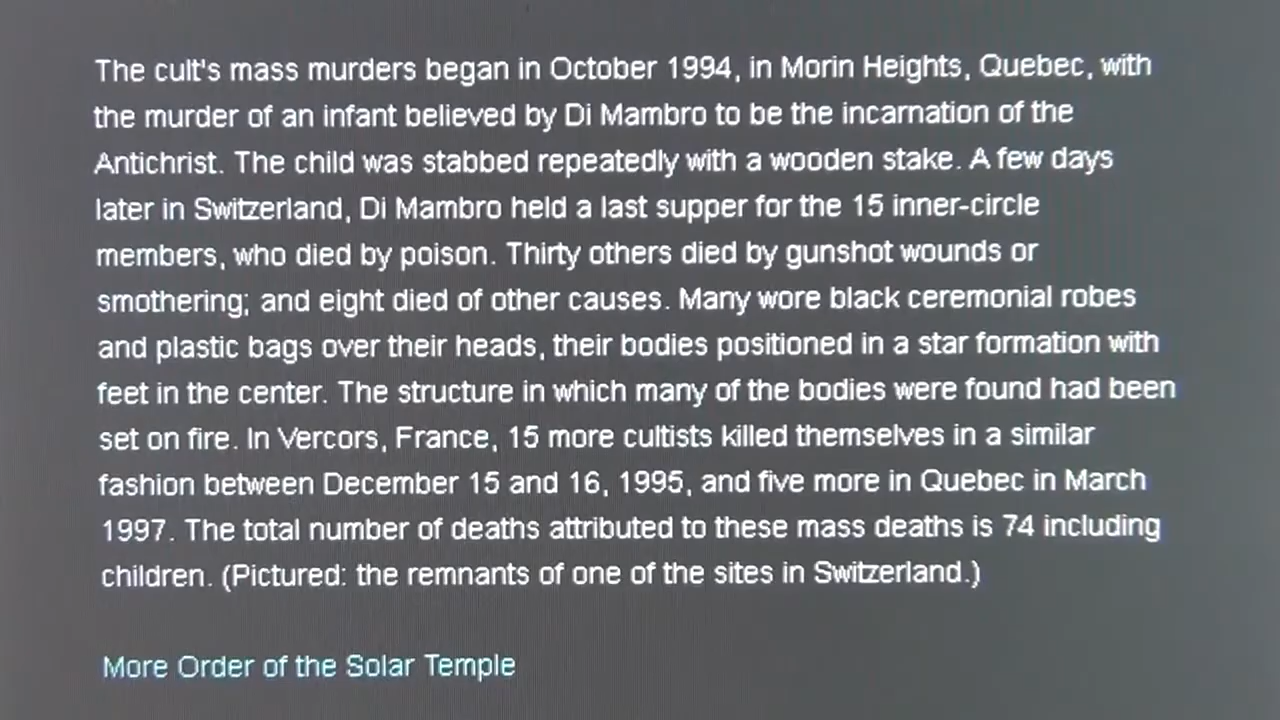 The cult's mass murders began in October 1994, in Morin Heights, Quebec, with
the murder of an infant believed by Di Mambro to be the incarnation of the
Antichrist. The child was stabbed repeatedly with a wooden stake. A few days
later in Switzerland, Di Mambro held a last supper for the 15 inner-circle
members, who died by poison. Thirty others died by gunshot wounds or
smothering; and eight died of other causes. Many wore black ceremonial robes
and plastic bags over their heads, their bodies positioned in a star formation with
feet in the center. The structure in which many of the bodies were found had been
set on fire. In Vercors, France, 15 more cultists killed themselves in a similar
fashion between December 15 and 16, 1995, and five more in Quebec in March
1997. The total number of deaths attributed to these mass deaths is 74 including
children. (Pictured: the remnants of one of the sites in Switzerland.)
More Order of the Solar Temple